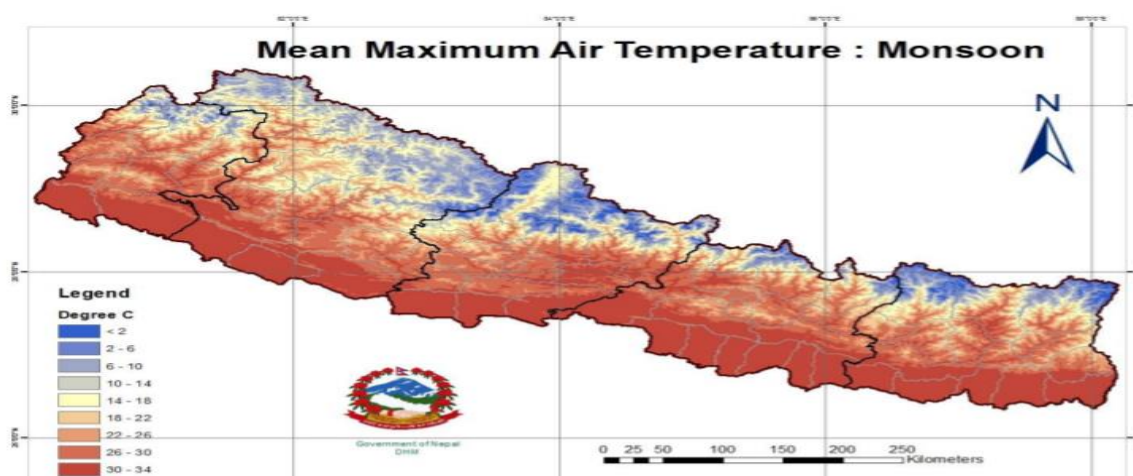 Mean Maximum Air Temperature : Monsoon
N
Legend
Degree C
< 2
2 - 6
6 - 10
10 - 14
14 - 18
18 - 22
22 - 26
26 - 30
30 - 34
Government of Nepal
DHM
0 25 50 100 150 200 250
Kilometers